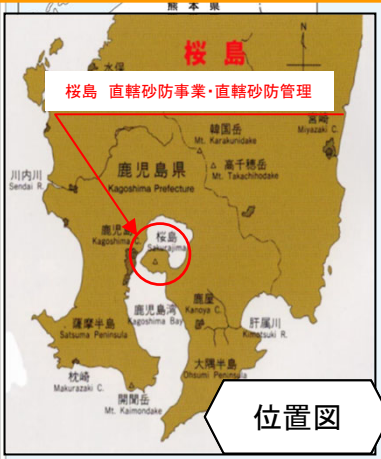 熊本県
桜島
N
水俣
桜島 直轄砂防事業・直轄砂防管理
宮崎
Miyazaki C.
韓国岳
Mt. Karakunidake
高千穂岳
Mt. Takachihodake
川内川
Sendai R.
鹿児島県
Kagoshima Prefecture
鹿児島
Kagoshima C.
桜島
Sakurajima
鹿児島湾
Kagoshima Bay
鹿屋
Kanoya C.
肝属川
Kimotsuki R.
薩摩半島
Satsuma Peninsula
大隅半島
Ohsumi Peninsula
枕崎
Makurazaki C.
開聞岳
Mt. Kaimondake
位置図